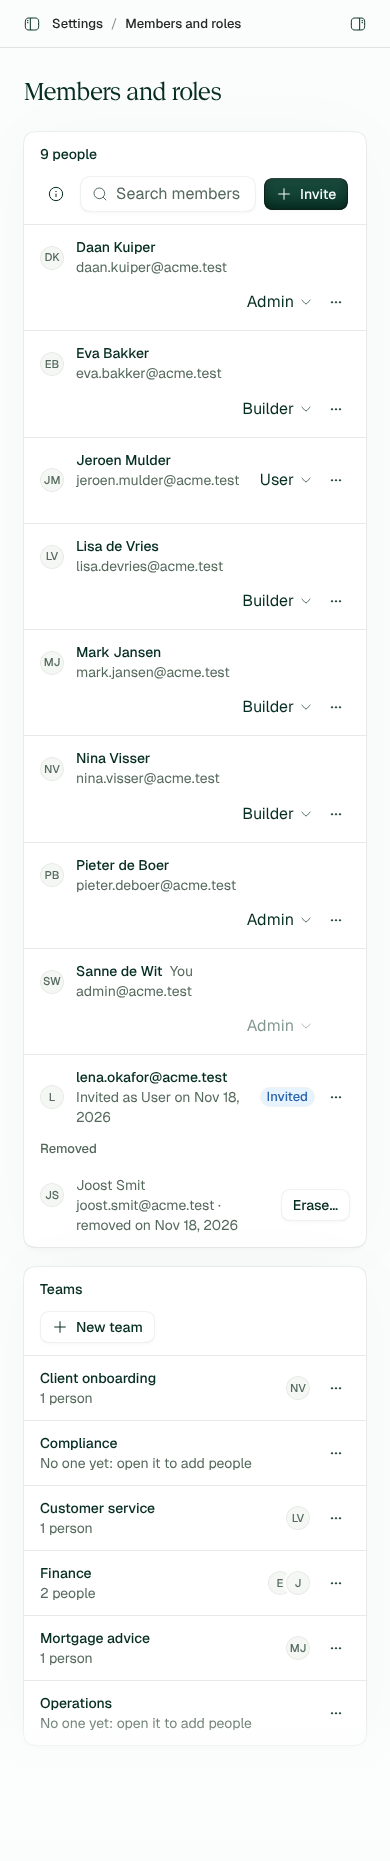 Settings / Members and roles
Members and roles
9 people
Search members
Invite
DK
Daan Kuiper
daan.kuiper@acme.test
Admin
EB
Eva Bakker
eva.bakker@acme.test
Builder
JM
Jeroen Mulder
jeroen.mulder@acme.test
User
LV
Lisa de Vries
lisa.devries@acme.test
Builder
MJ
Mark Jansen
mark.jansen@acme.test
Builder
NV
Nina Visser
nina.visser@acme.test
Builder
PB
Pieter de Boer
pieter.deboer@acme.test
Admin
SW
Sanne de Wit You
admin@acme.test
Admin
L
lena.okafor@acme.test
Invited as User on Nov 18,
2026
Invited
Removed
JS
Joost Smit
joost.smit@acme.test ·
removed on Nov 18, 2026
Erase...
Teams
New team
Client onboarding
1 person
NV
Compliance
No one yet: open it to add people
Customer service
1 person
LV
Finance
2 people
E J
Mortgage advice
1 person
MJ
Operations
No one yet: open it to add people